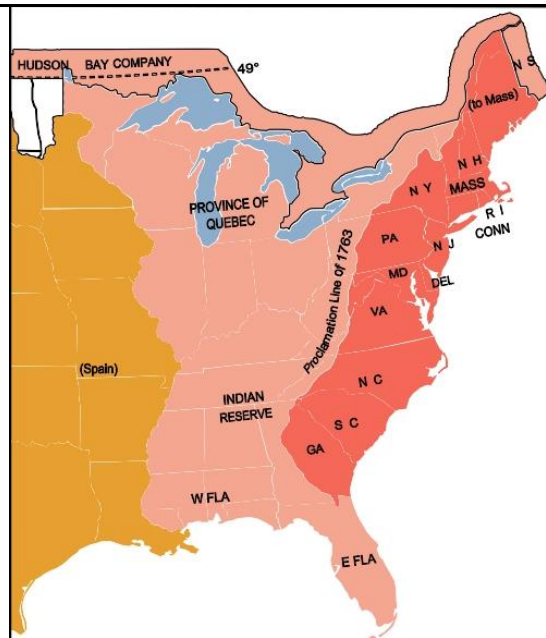 HUDSON BAY COMPANY
49°
N S
(to Mass)
N H
N Y
MASS
R I
CONN
PROVINCE OF
QUEBEC
PA
N J
MD
DEL
Proclamation Line of 1763
VA
(Spain)
N C
INDIAN
RESERVE
S C
GA
W FLA
E FLA